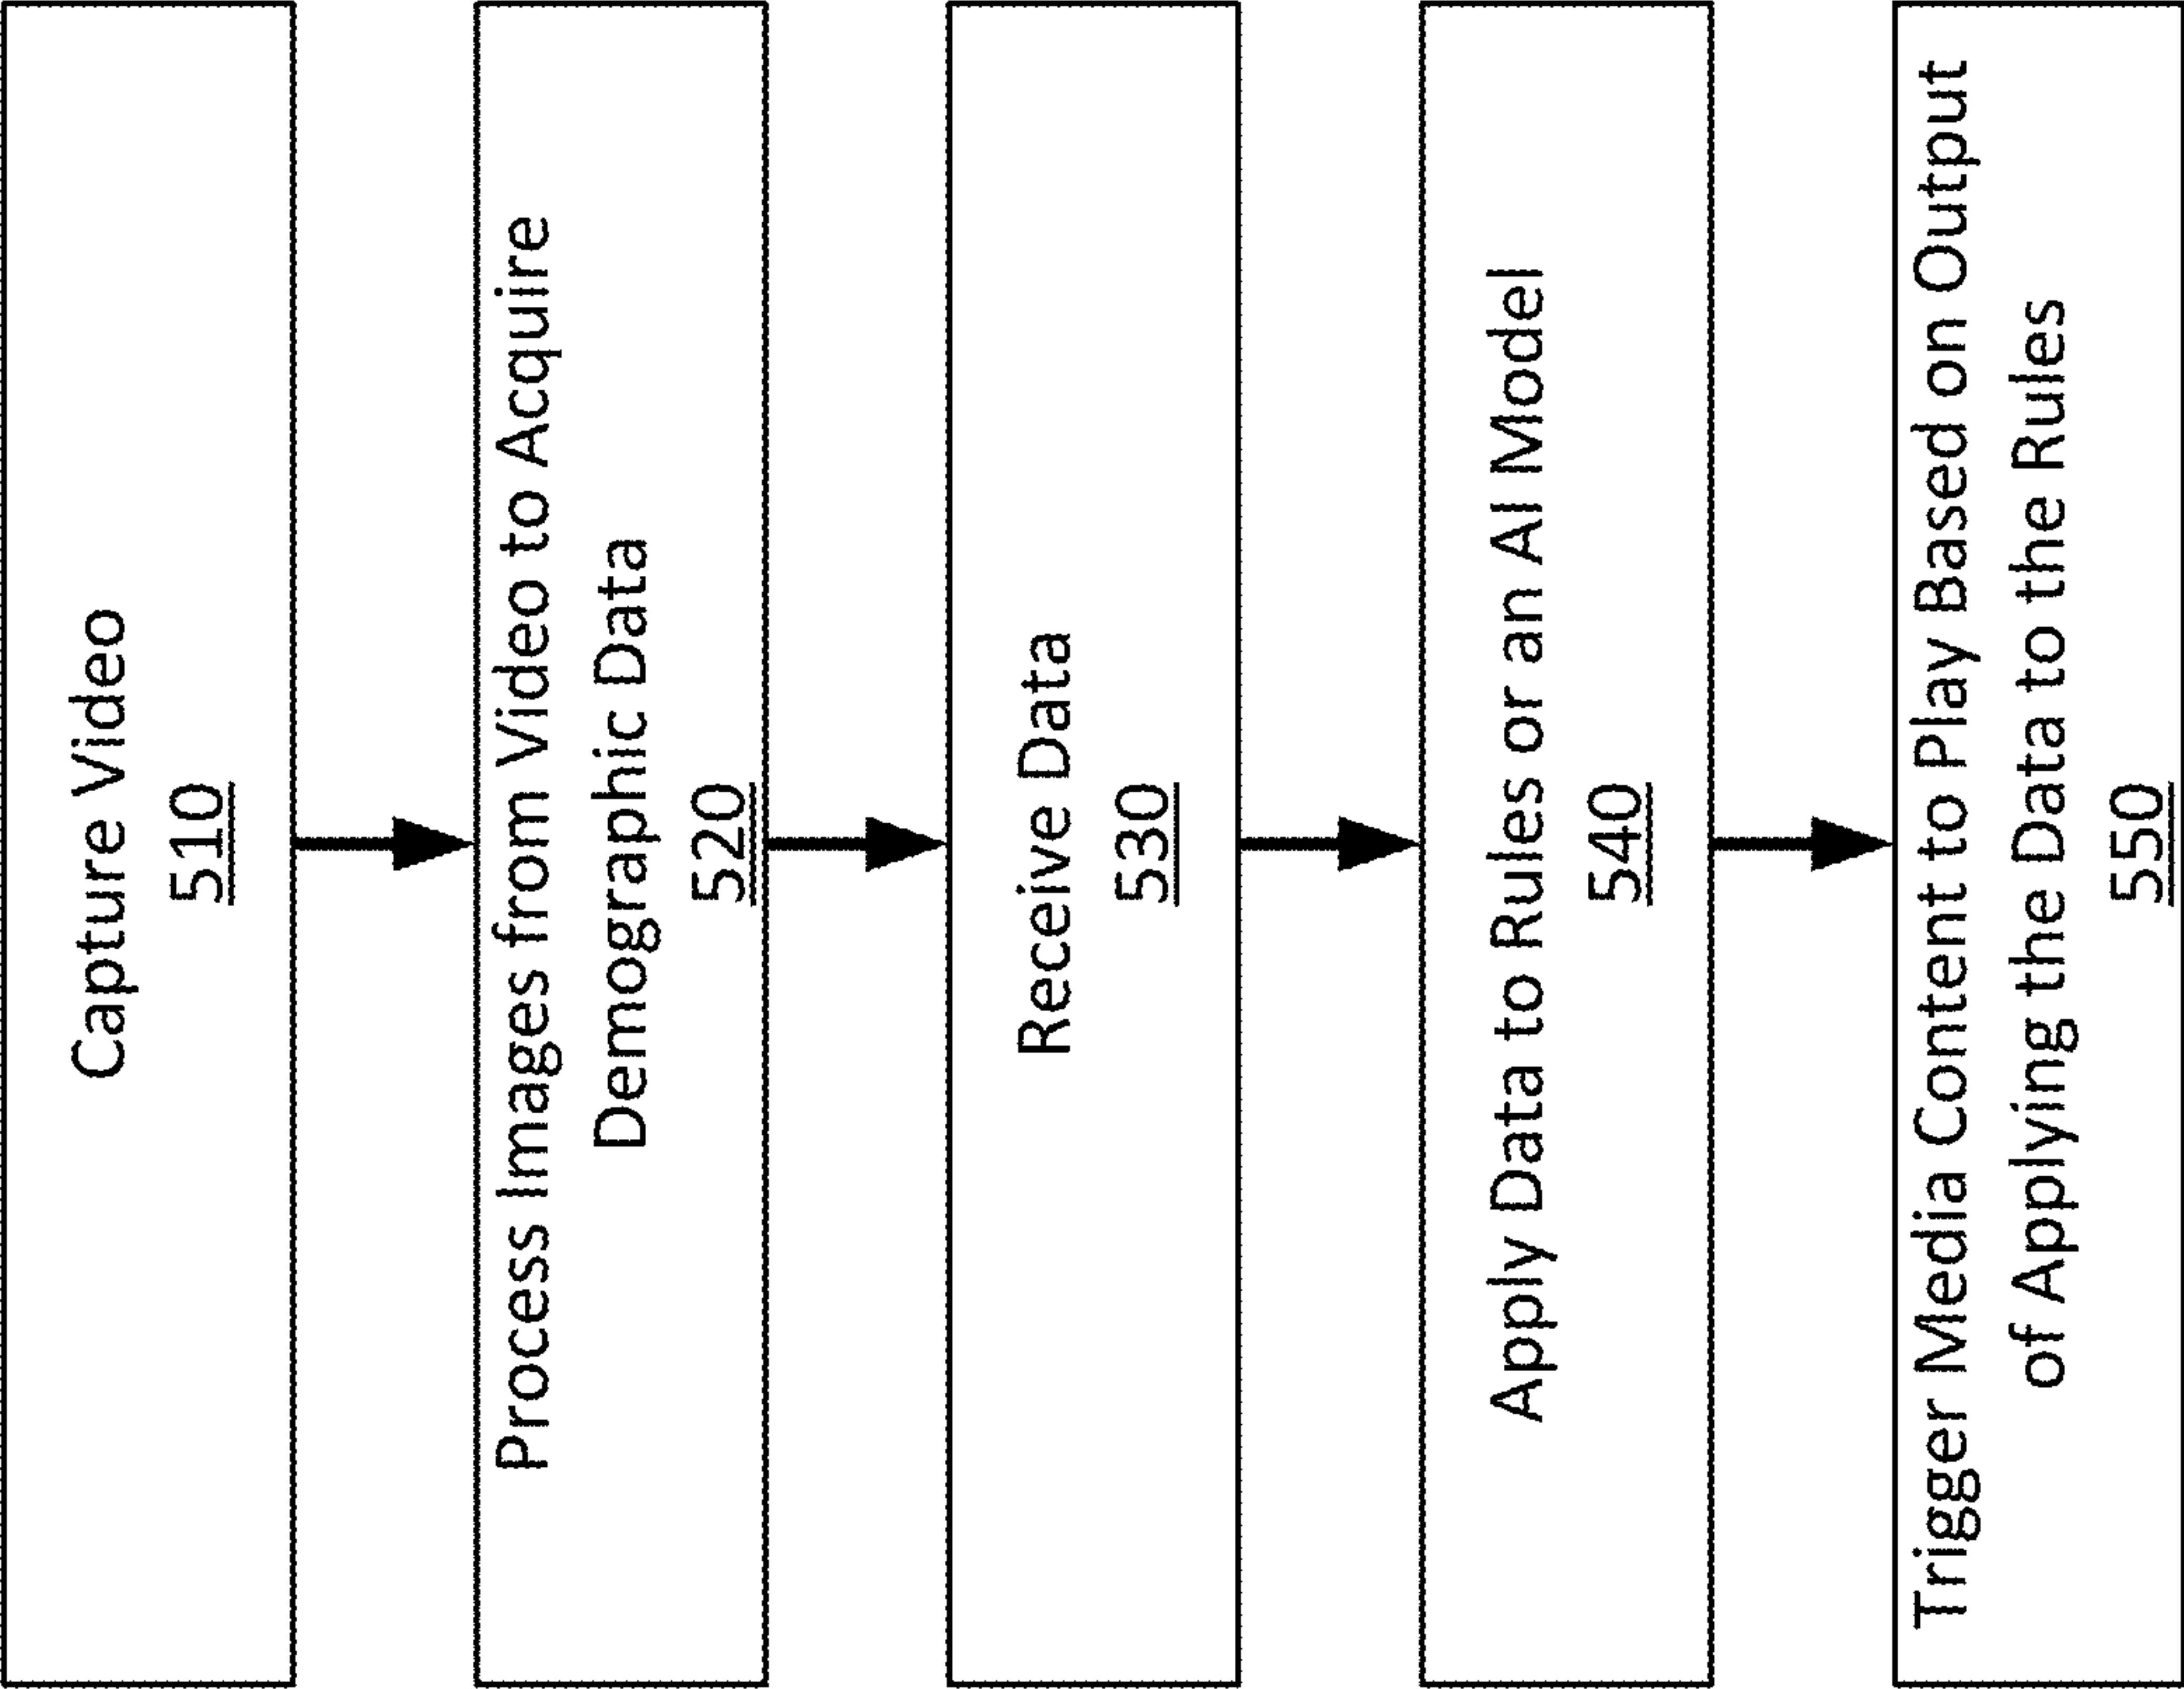 Capture Video
510
Process Images from Video to Acquire
Demographic Data
520
Receive Data
530
Apply Data to Rules or an AI Model
540
Trigger Media Content to Play Based on Output
of Applying the Data to the Rules
550